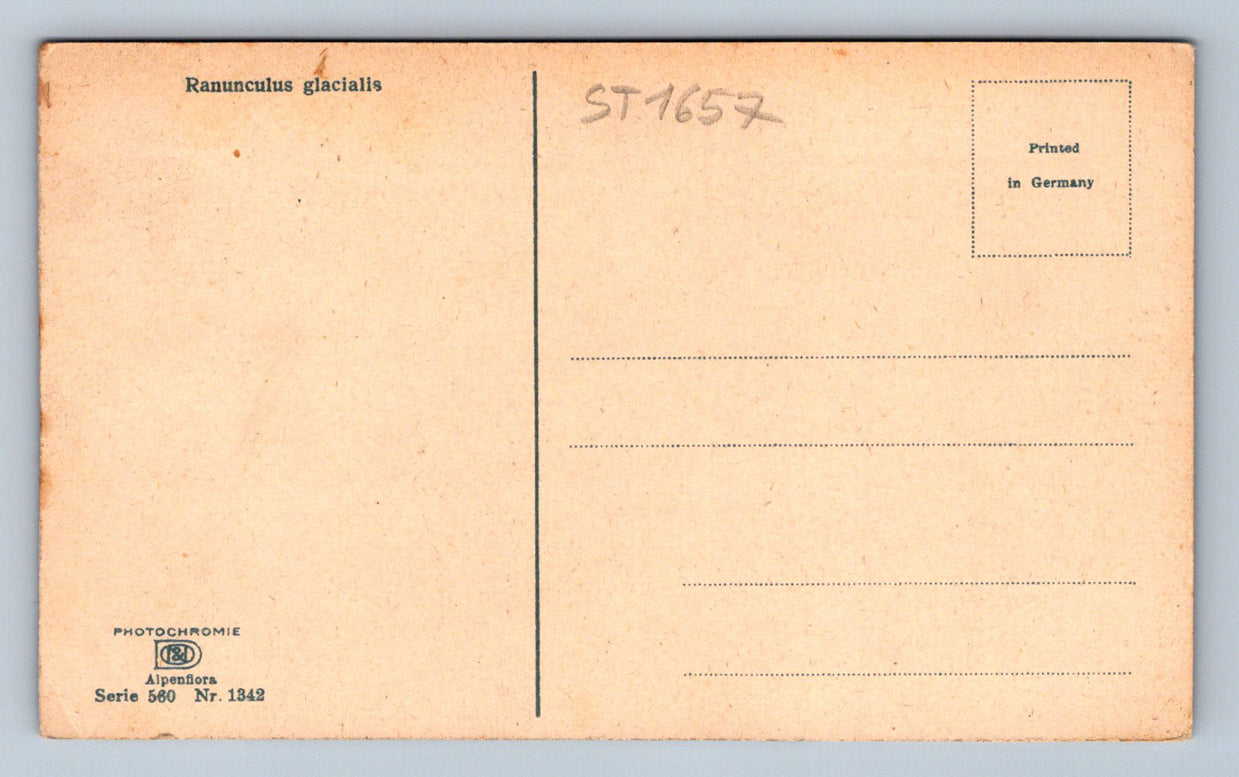 Ranunculus glacialis
ST1657
Printed
in Germany
PHOTOCHROMIE
Alpenflora
Serie 560 Nr. 1342